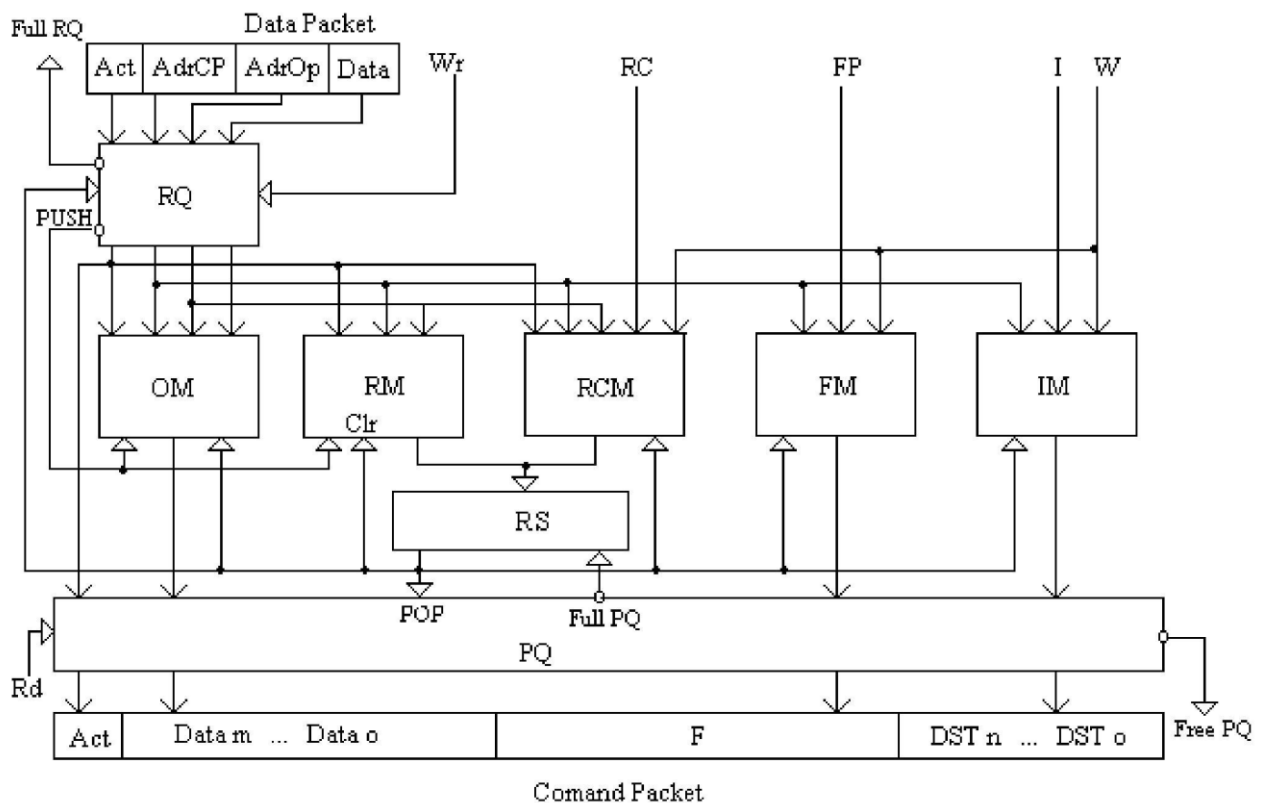 Full RQ
Data Packet
Act AdrCP AdrOp Data
Wr RC FP I W
RQ
PUSH
OM RM RCM FM IM
Clr
RS
POP Full PQ
PQ
Rd
Act Data m ... Data o F DST n ... DST o
Free PQ
Comand Packet